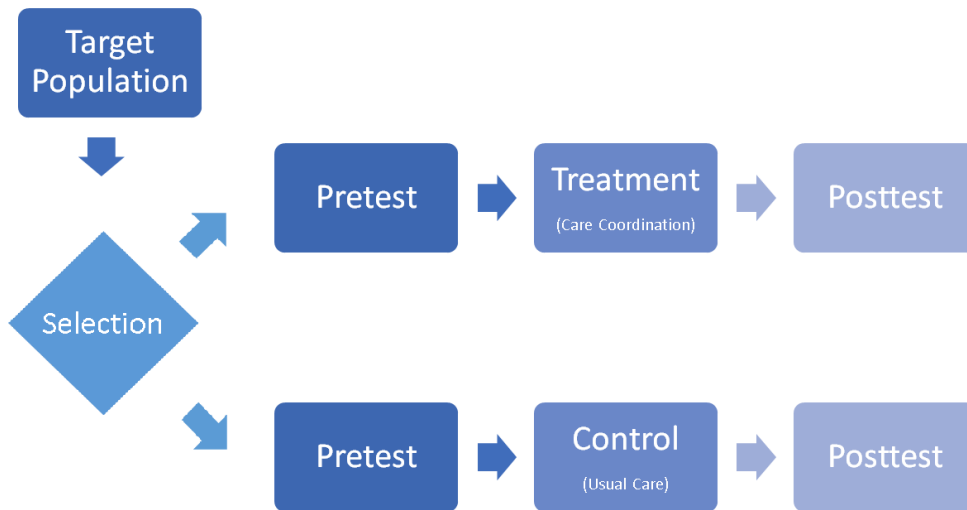 Target
Population
Selection
Pretest
Treatment
(Care Coordination)
Posttest
Pretest
Control
(Usual Care)
Posttest